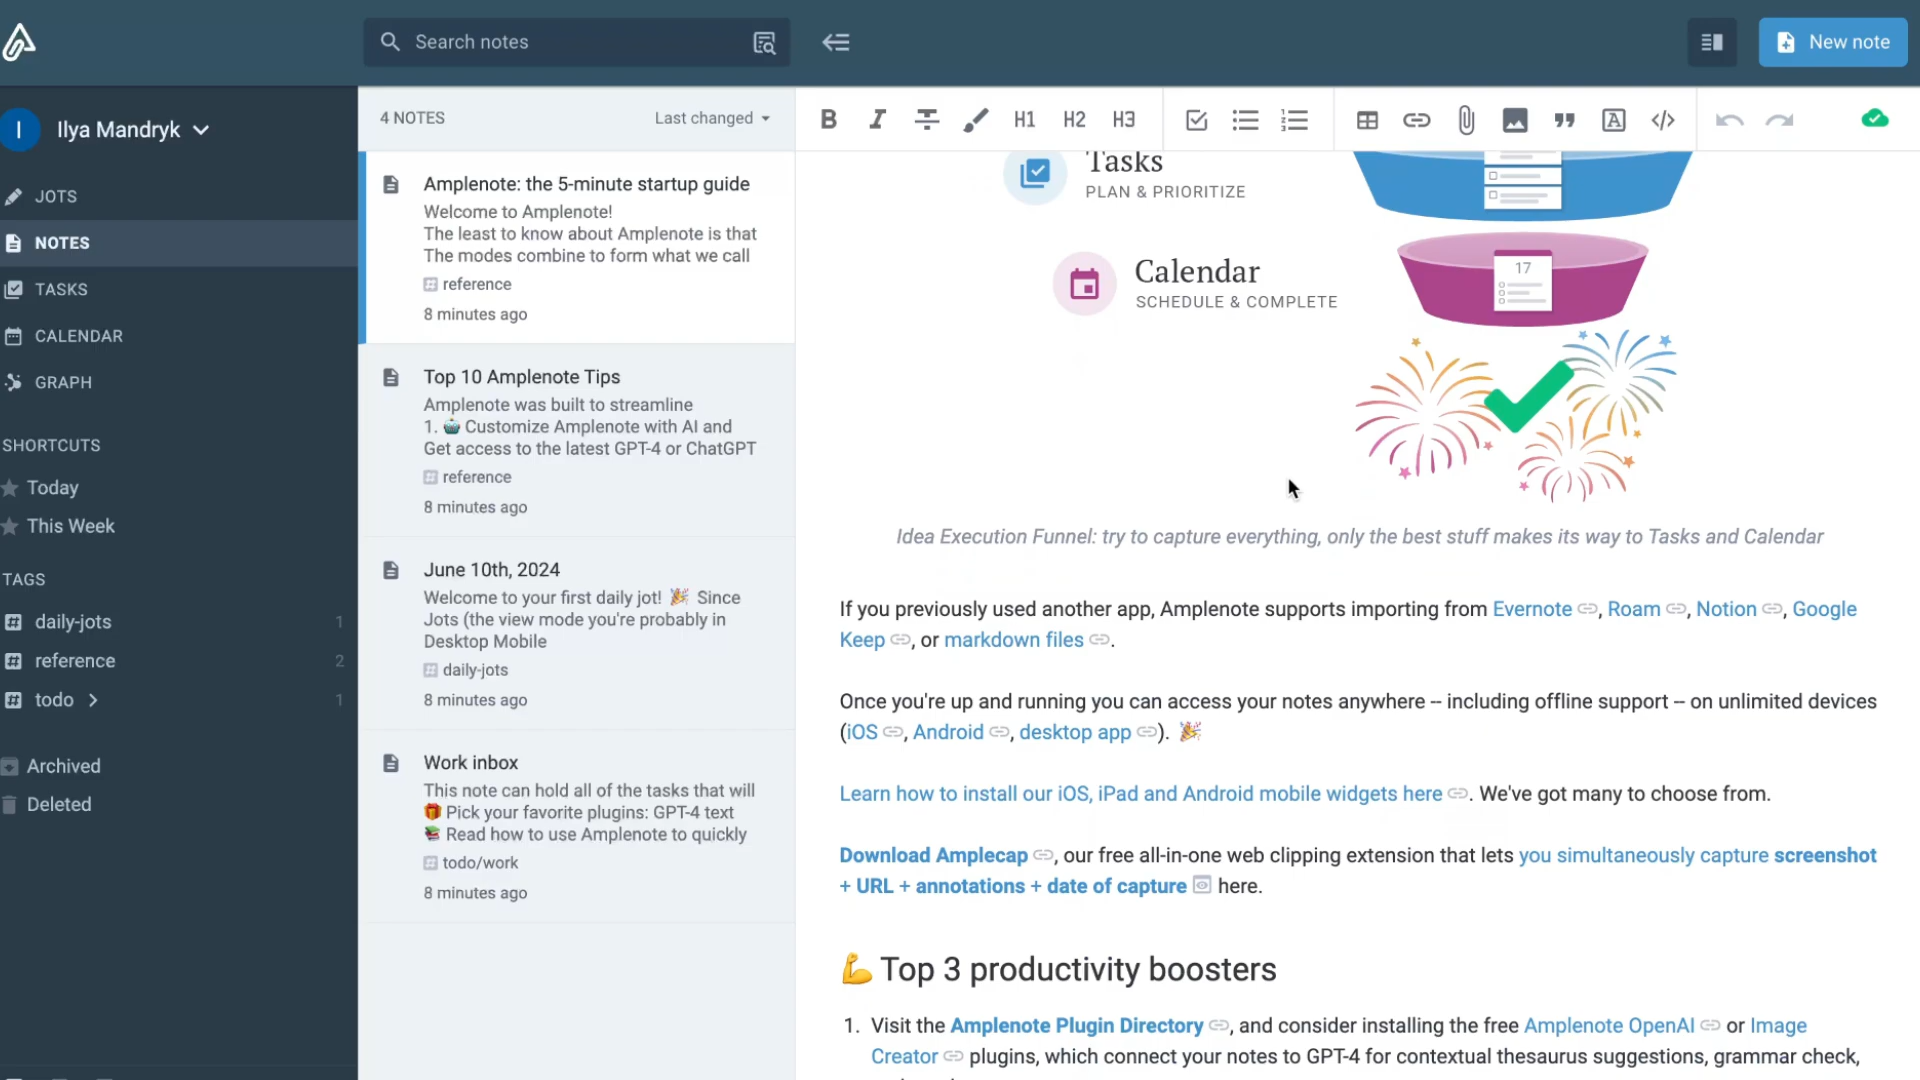 Search notes
New note
I
Ilya Mandryk
JOTS
NOTES
TASKS
CALENDAR
GRAPH
SHORTCUTS
Today
This Week
TAGS
daily-jots 1
reference 2
todo 1
Archived
Deleted
4 NOTES
Last changed
Amplenote: the 5-minute startup guide
Welcome to Amplenote!
The least to know about Amplenote is that
The modes combine to form what we call
reference
8 minutes ago
Top 10 Amplenote Tips
Amplenote was built to streamline
1. 🤖 Customize Amplenote with AI and
Get access to the latest GPT-4 or ChatGPT
reference
8 minutes ago
June 10th, 2024
Welcome to your first daily jot! 🎉 Since
Jots (the view mode you're probably in
Desktop Mobile
daily-jots
8 minutes ago
Work inbox
This note can hold all of the tasks that will
🎁 Pick your favorite plugins: GPT-4 text
📚 Read how to use Amplenote to quickly
todo/work
8 minutes ago
B I H1 H2 H3
Tasks
PLAN & PRIORITIZE
Calendar
SCHEDULE & COMPLETE
17
Idea Execution Funnel: try to capture everything, only the best stuff makes its way to Tasks and Calendar
If you previously used another app, Amplenote supports importing from Evernote, Roam, Notion, Google
Keep, or markdown files.
Once you're up and running you can access your notes anywhere -- including offline support -- on unlimited devices
(iOS, Android, desktop app). 🎉
Learn how to install our iOS, iPad and Android mobile widgets here. We've got many to choose from.
Download Amplecap, our free all-in-one web clipping extension that lets you simultaneously capture screenshot
+ URL + annotations + date of capture here.
💪 Top 3 productivity boosters
1. Visit the Amplenote Plugin Directory, and consider installing the free Amplenote OpenAI or Image
Creator plugins, which connect your notes to GPT-4 for contextual thesaurus suggestions, grammar check,